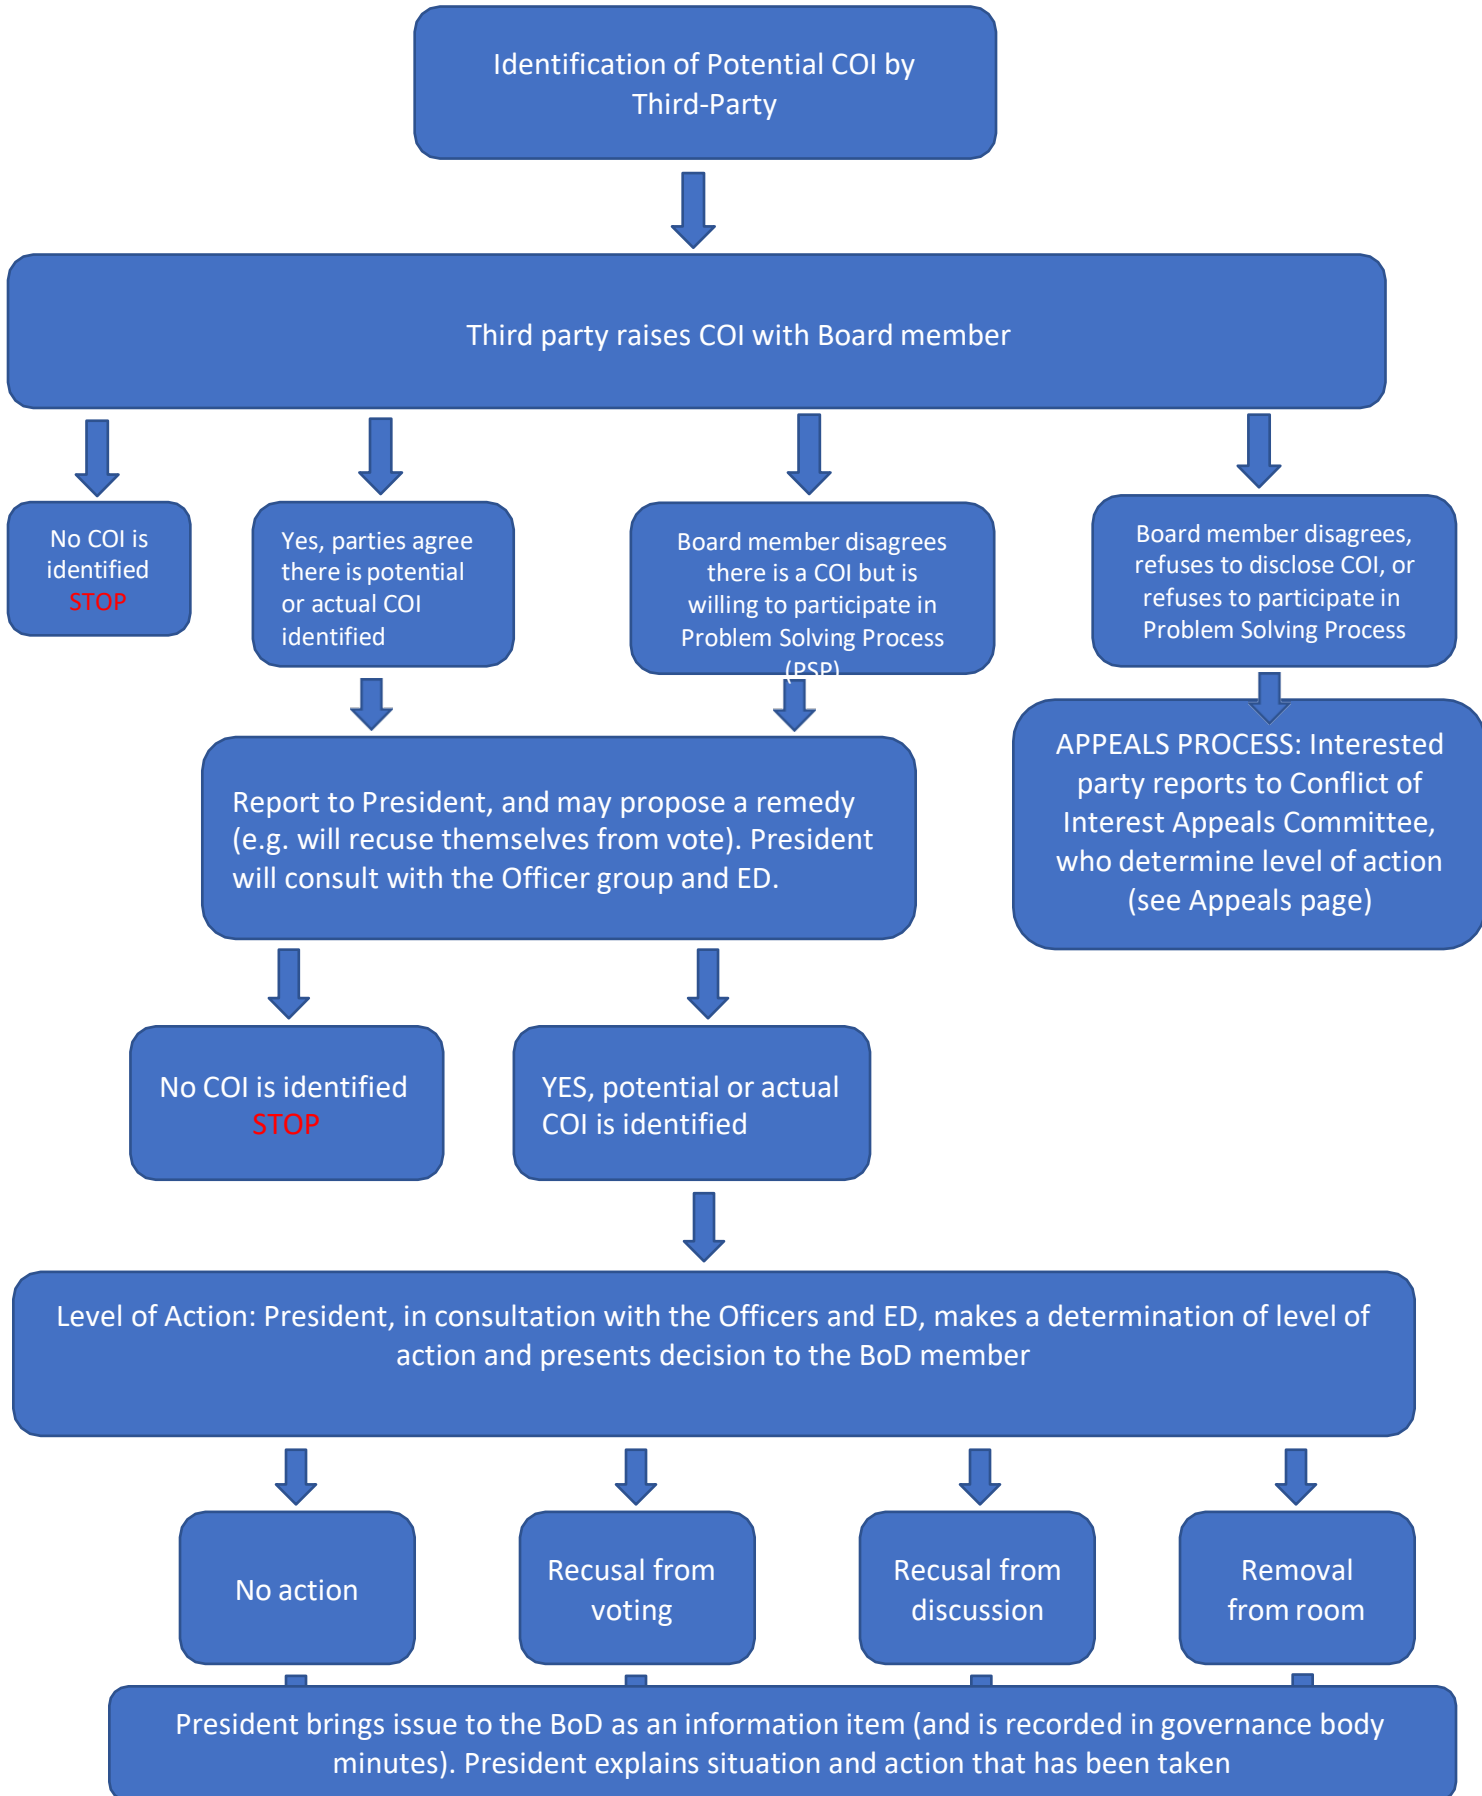 Identification of Potential COI by
Third-Party
Third party raises COI with Board member
No COI is
identified
STOP
Yes, parties agree
there is potential
or actual COI
identified
Board member disagrees
there is a COI but is
willing to participate in
Problem Solving Process
(PSP)
Board member disagrees,
refuses to disclose COI, or
refuses to participate in
Problem Solving Process
Report to President, and may propose a remedy
(e.g. will recuse themselves from vote). President
will consult with the Officer group and ED.
APPEALS PROCESS: Interested
party reports to Conflict of
Interest Appeals Committee,
who determine level of action
(see Appeals page)
No COI is identified
STOP
YES, potential or actual
COI is identified
Level of Action: President, in consultation with the Officers and ED, makes a determination of level of
action and presents decision to the BoD member
No action
Recusal from
voting
Recusal from
discussion
Removal
from room
President brings issue to the BoD as an information item (and is recorded in governance body
minutes). President explains situation and action that has been taken